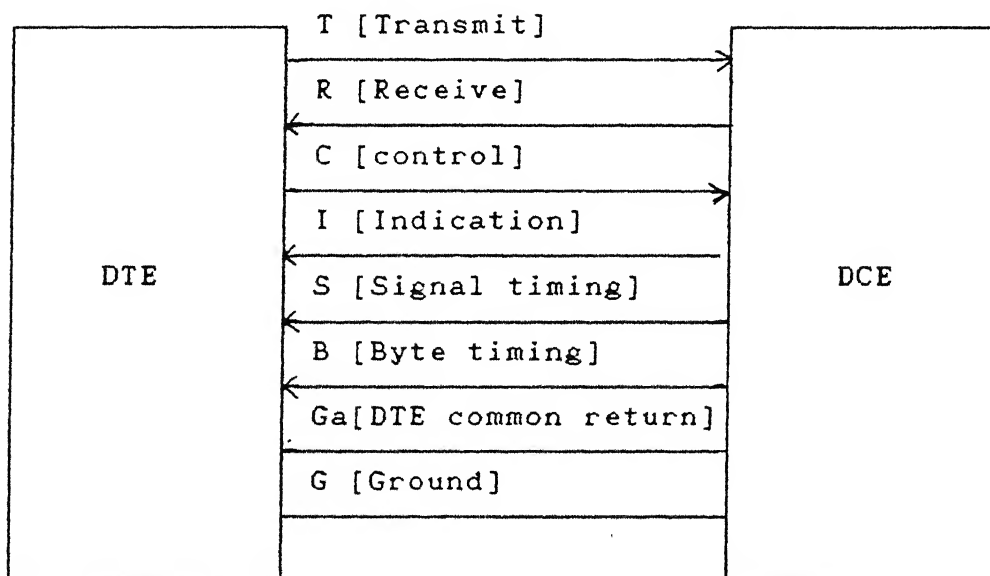 T [Transmit]
R [Receive]
C [control]
I [Indication]
DTE
DCE
S [Signal timing]
B [Byte timing]
Ga[DTE common return]
G [Ground]